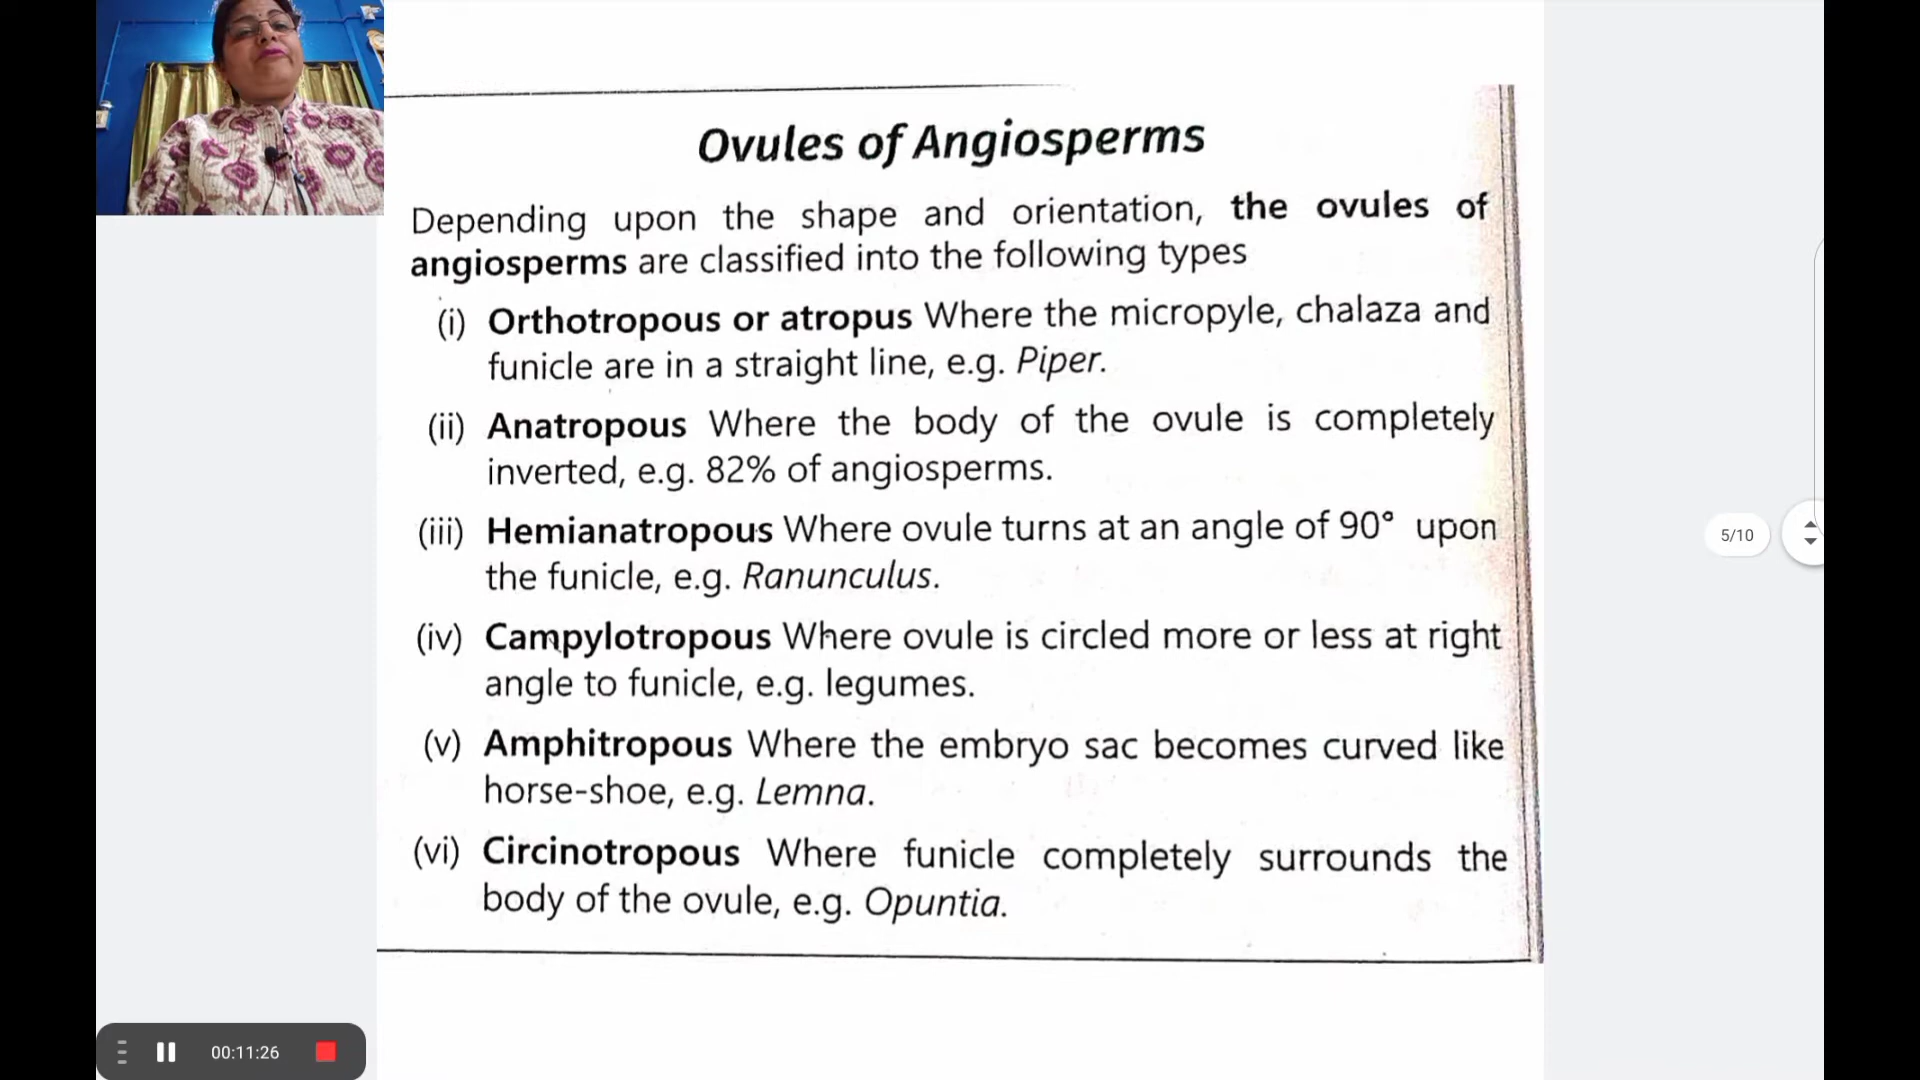 Ovules of Angiosperms
Depending upon the shape and orientation, the ovules of
angiosperms are classified into the following types
(i) Orthotropous or atropus Where the micropyle, chalaza and
funicle are in a straight line, e.g. Piper.
(ii) Anatropous Where the body of the ovule is completely
inverted, e.g. 82% of angiosperms.
(iii) Hemianatropous Where ovule turns at an angle of 90° upon
the funicle, e.g. Ranunculus.
(iv) Campylotropous Where ovule is circled more or less at right
angle to funicle, e.g. legumes.
(v) Amphitropous Where the embryo sac becomes curved like
horse-shoe, e.g. Lemna.
(vi) Circinotropous Where funicle completely surrounds the
body of the ovule, e.g. Opuntia.
5/10
00:11:26